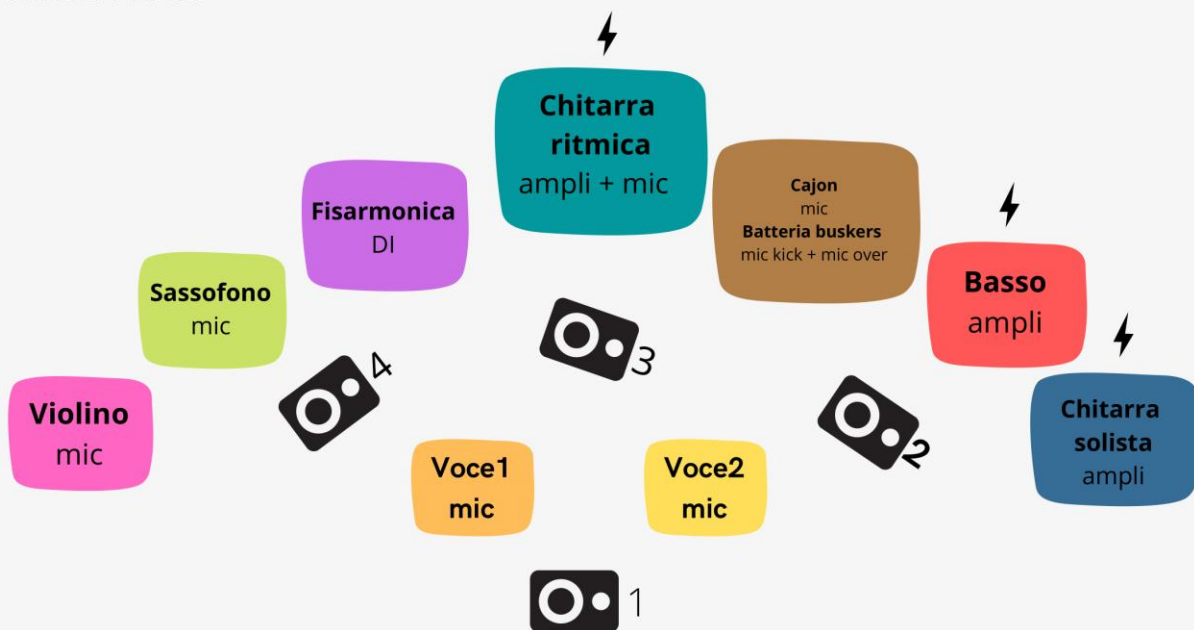 Chitarra
ritmica
ampli + mic
Fisarmonica
DI
Cajon
mic
Batteria buskers
mic kick + mic over
Sassofono
mic
Basso
ampli
Violino
mic
4
3
2
Chitarra
solista
ampli
Voce1
mic
Voce2
mic
1